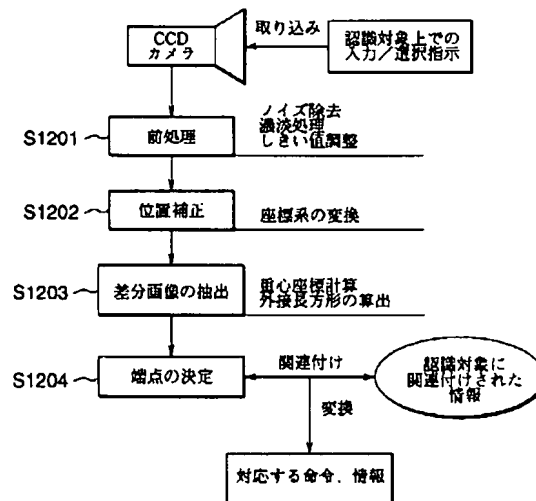 CCD
カメラ
取り込み
認識対象上での
入力/選択指示
S1201
前処理
ノイズ除去
濃淡処理
しきい値調整
S1202
位置補正
座標系の変換
S1203
差分画像の抽出
重心座標計算
外接長方形の算出
S1204
端点の決定
関連付け
認識対象に
関連付けされた
情報
変換
対応する命令、情報